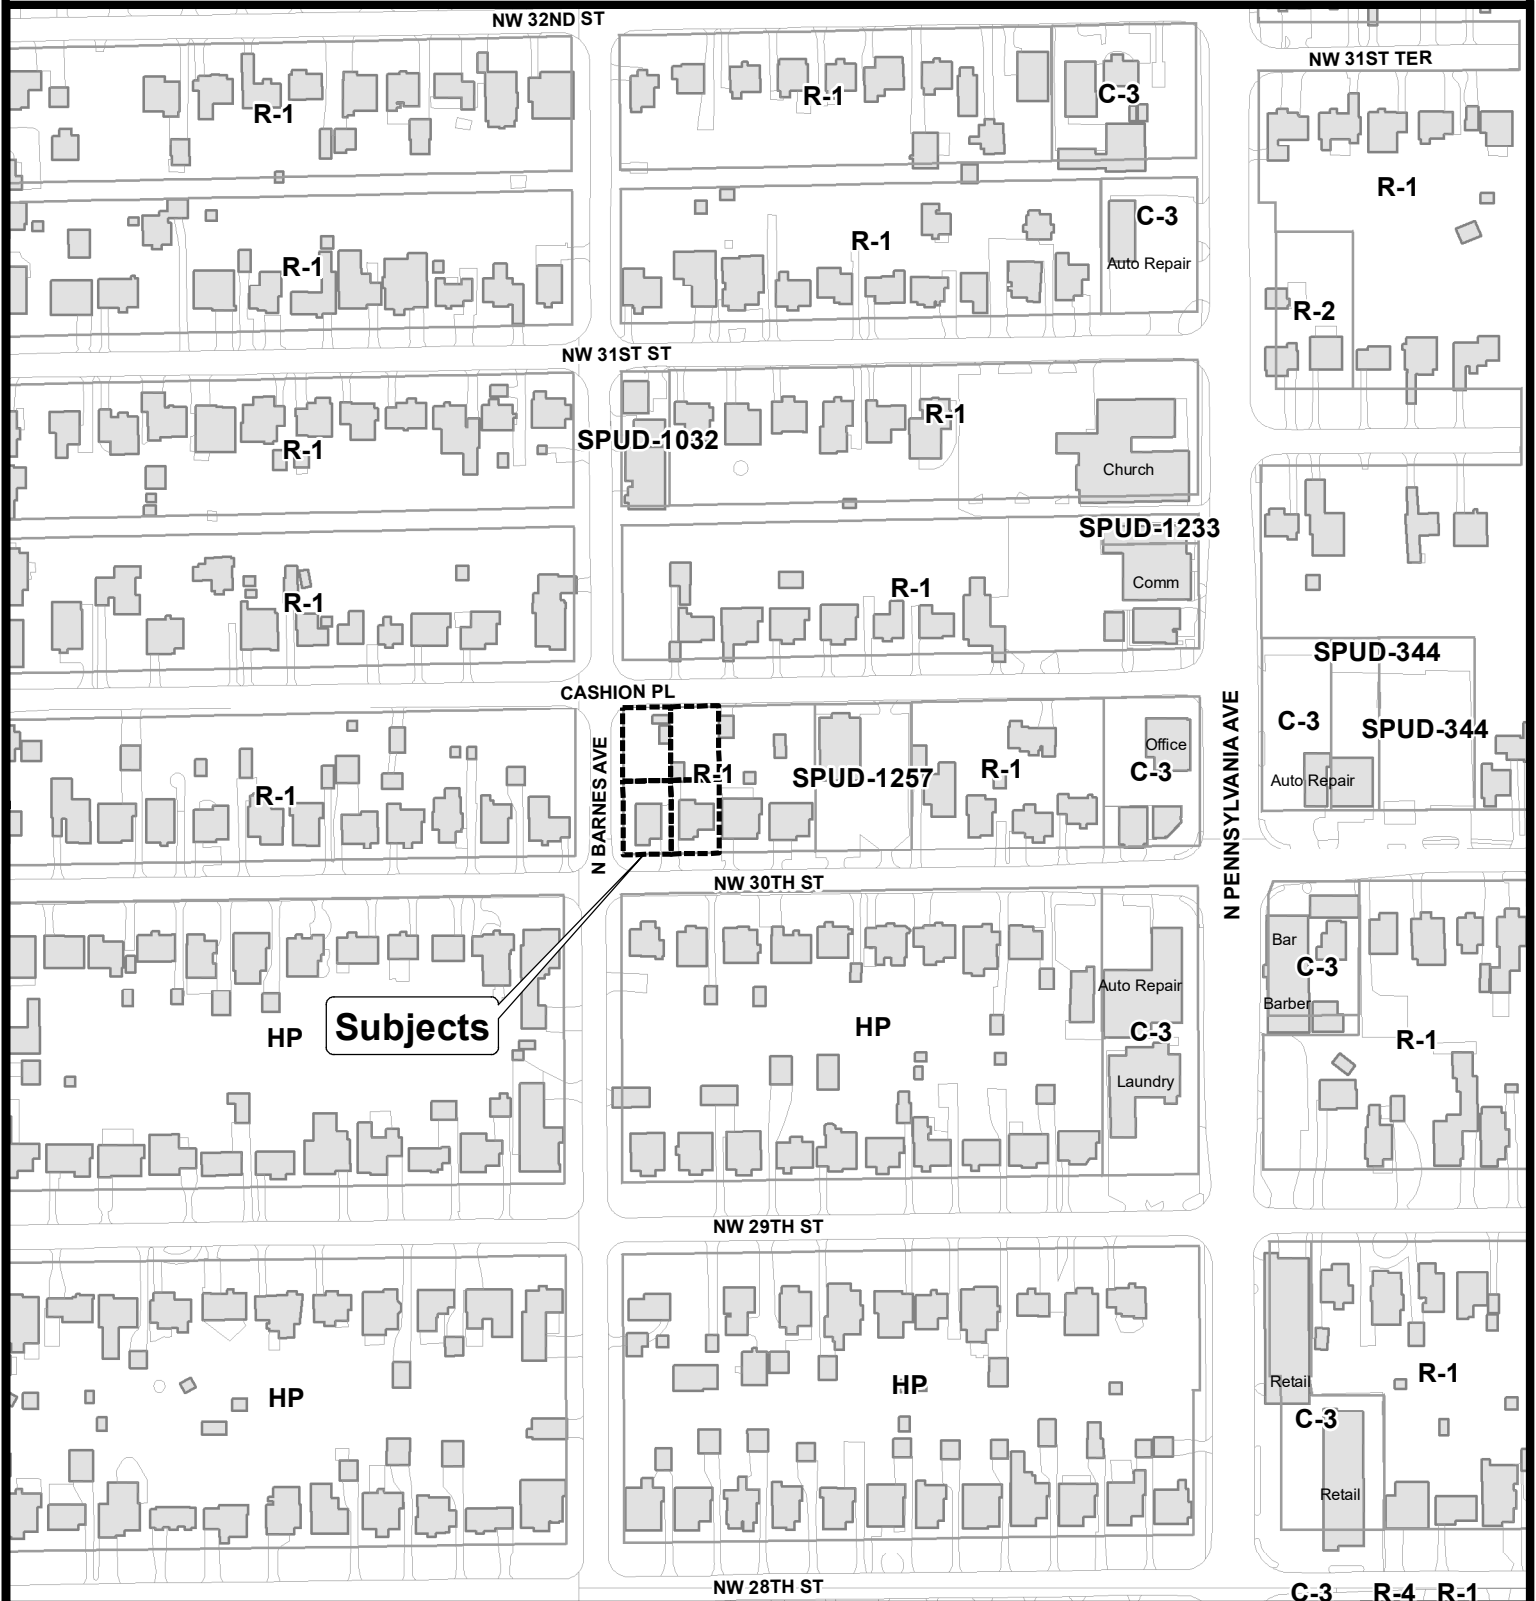 NW 32ND ST
NW 31ST TER
R-1
R-1
C-3
R-1
R-1
R-1
C-3
Auto Repair
R-2
NW 31ST ST
R-1
SPUD-1032
R-1
Church
SPUD-1233
R-1
R-1
Comm
SPUD-344
CASHION PL
N BARNES AVE
N PENNSYLVANIA AVE
R-1
R-1
SPUD-1257
R-1
Office
C-3
C-3
SPUD-344
Auto Repair
NW 30TH ST
HP
Subjects
HP
Auto Repair
C-3
Laundry
Bar
C-3
Barber
R-1
NW 29TH ST
HP
HP
Retail
C-3
R-1
Retail
NW 28TH ST
C-3 R-4 R-1